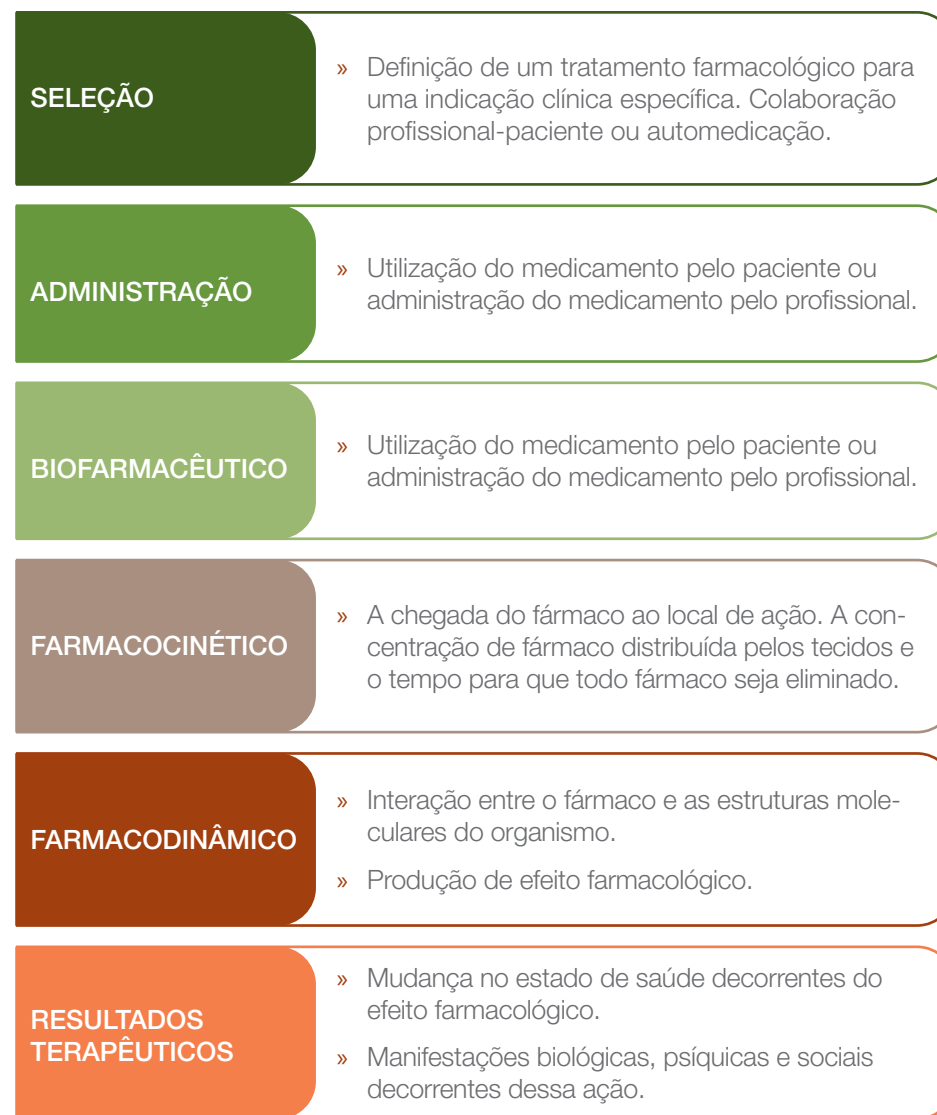 SELEÇÃO
» Definição de um tratamento farmacológico para
uma indicação clínica específica. Colaboração
profissional-paciente ou automedicação.
ADMINISTRAÇÃO
» Utilização do medicamento pelo paciente ou
administração do medicamento pelo profissional.
BIOFARMACÊUTICO
» Utilização do medicamento pelo paciente ou
administração do medicamento pelo profissional.
FARMACOCINÉTICO
» A chegada do fármaco ao local de ação. A con-
centração de fármaco distribuída pelos tecidos e
o tempo para que todo fármaco seja eliminado.
FARMACODINÂMICO
» Interação entre o fármaco e as estruturas mole-
culares do organismo.
» Produção de efeito farmacológico.
RESULTADOS
TERAPÊUTICOS
» Mudança no estado de saúde decorrentes do
efeito farmacológico.
» Manifestações biológicas, psíquicas e sociais
decorrentes dessa ação.